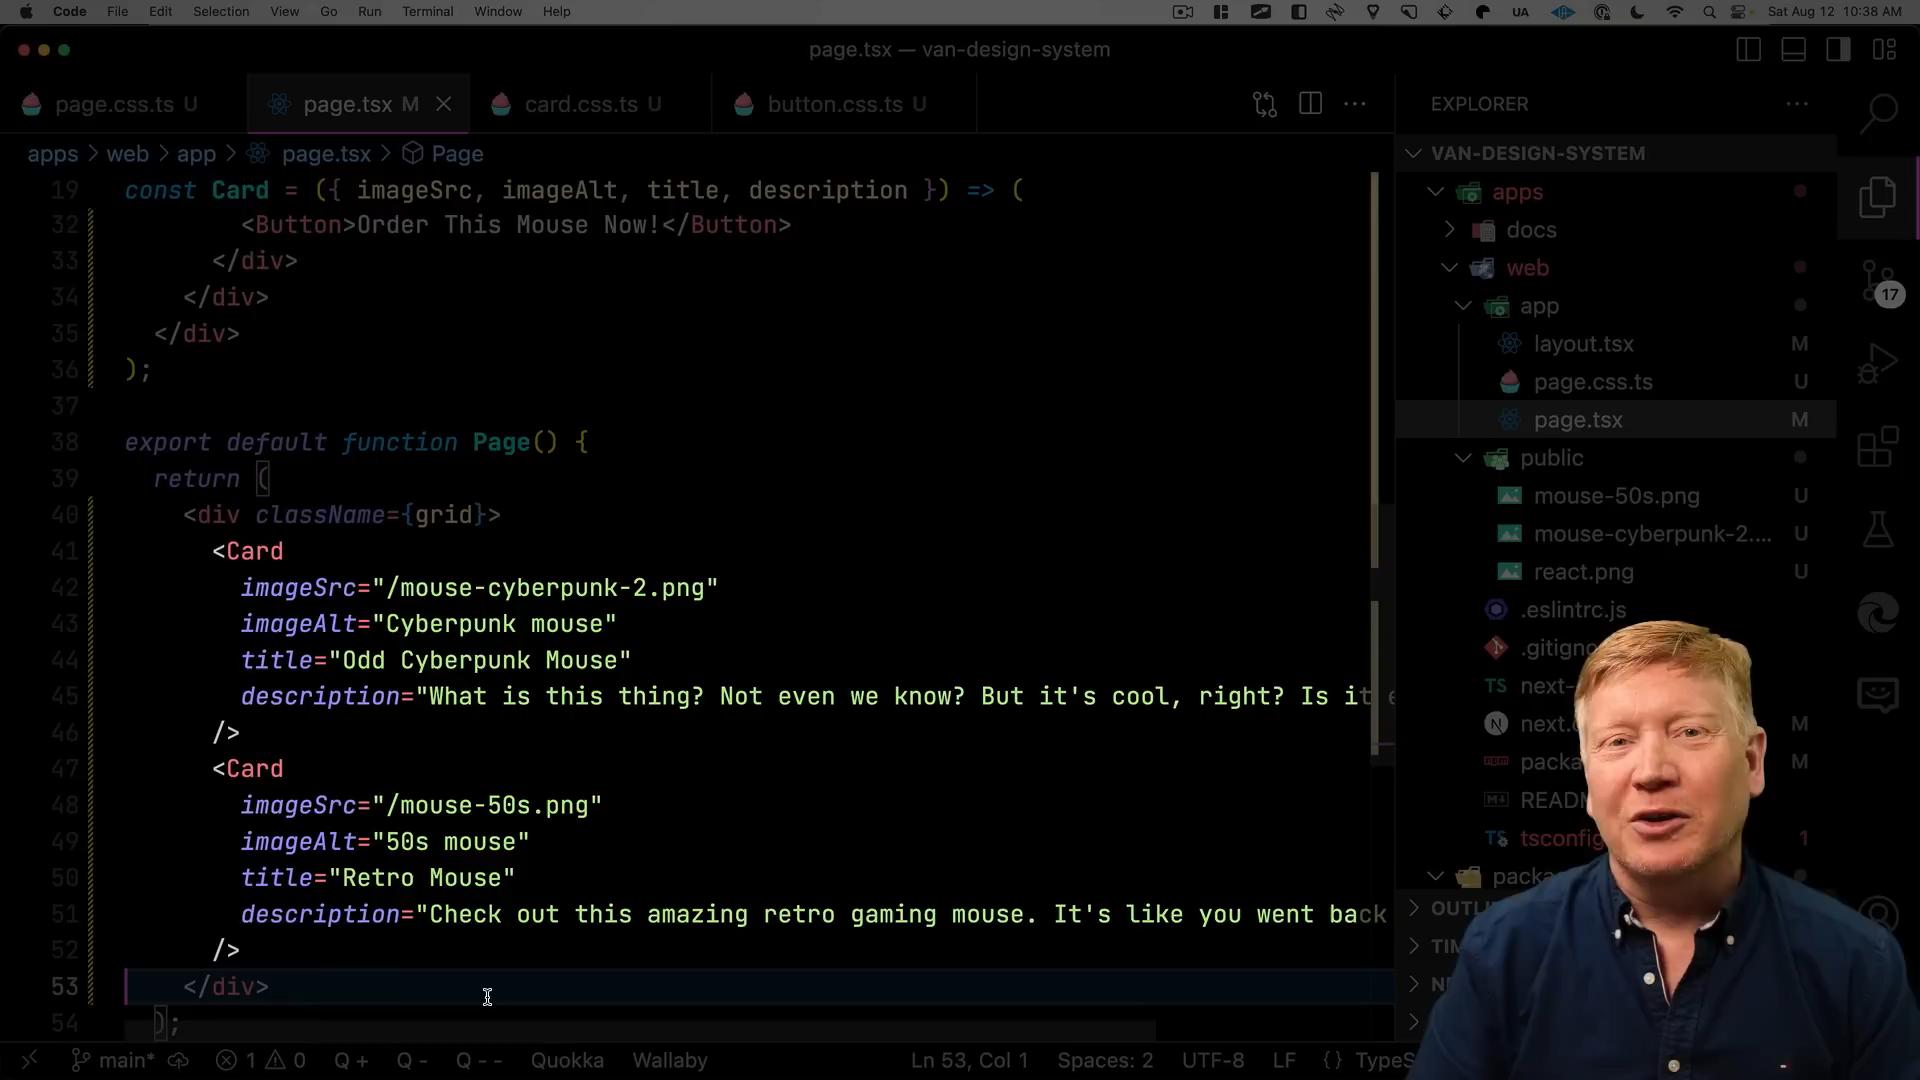 Code File Edit Selection View Go Run Terminal Window Help UA Sat Aug 12 10:38 AM
page.tsx — van-design-system
page.css.ts U page.tsx M card.css.ts U button.css.ts U
EXPLORER
apps > web > app > page.tsx > Page
VAN-DESIGN-SYSTEM
19 const Card = ({ imageSrc, imageAlt, title, description }) => (
32 <Button>Order This Mouse Now!</Button>
33 </div>
34 </div>
35 </div>
36 );
37
38 export default function Page() {
39 return (
40 <div className={grid}>
41 <Card
42 imageSrc="/mouse-cyberpunk-2.png"
43 imageAlt="Cyberpunk mouse"
44 title="Odd Cyberpunk Mouse"
45 description="What is this thing? Not even we know? But it's cool, right? Is it
46 />
47 <Card
48 imageSrc="/mouse-50s.png"
49 imageAlt="50s mouse"
50 title="Retro Mouse"
51 description="Check out this amazing retro gaming mouse. It's like you went back
52 />
53 </div>
54 );
apps
docs
web
app
layout.tsx M
page.css.ts U
page.tsx M
public
mouse-50s.png U
mouse-cyberpunk-2.... U
react.png U
.eslintrc.js
.gitigno
TS next-
N next. M
packa M
READ
TS tsconfig 1
packa
OUTLI
TIM
NP
17
main* 1 0 Q + Q - Q -- Quokka Wallaby Ln 53, Col 1 Spaces: 2 UTF-8 LF {} TypeS